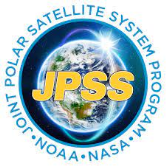 JOINT POLAR SATELLITE SYSTEM PROGRAM
JPSS
•NOAA•NASA•